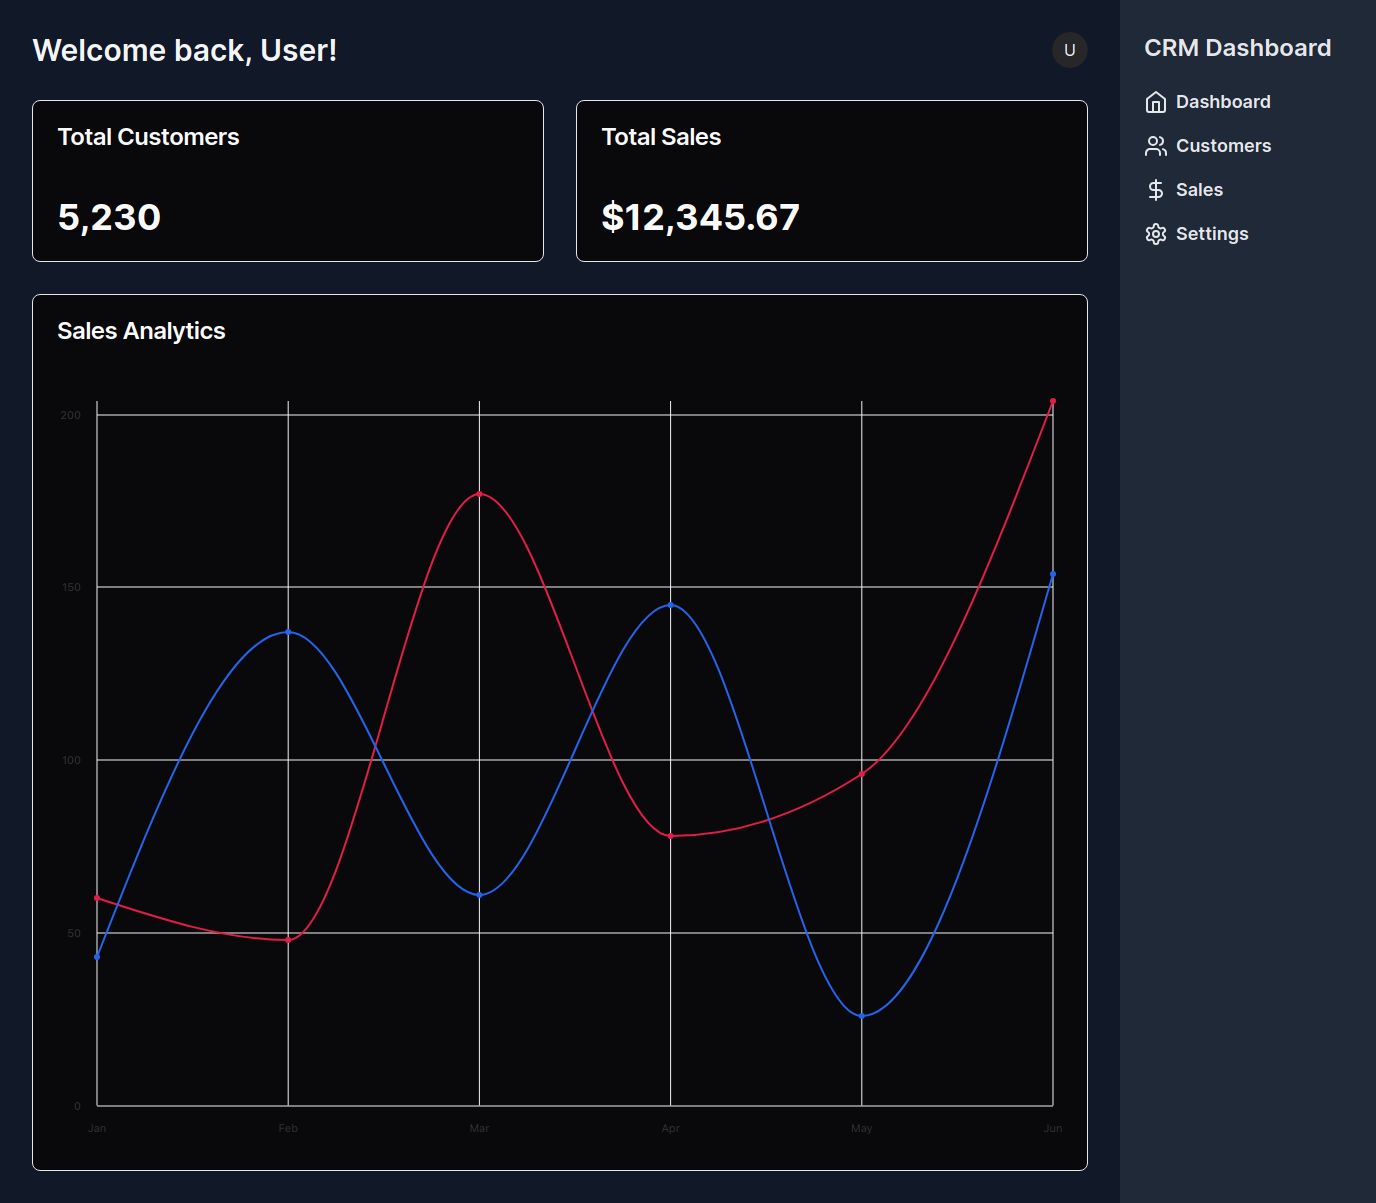 Welcome back, User!
U
Total Customers
5,230
Total Sales
$12,345.67
Sales Analytics
200
150
100
50
0
Jan Feb Mar Apr May Jun
CRM Dashboard
Dashboard
Customers
Sales
Settings